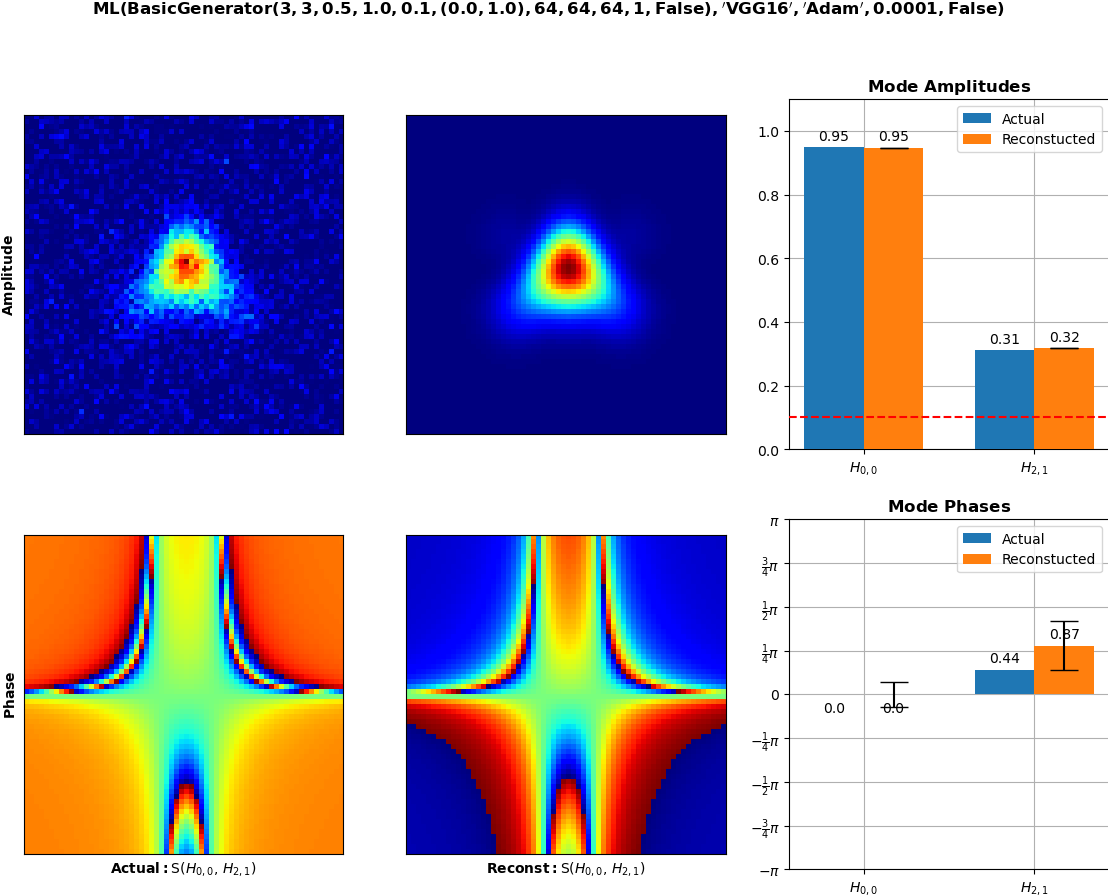 ML(BasicGenerator(3, 3, 0.5, 1.0, 0.1, (0.0, 1.0), 64, 64, 64, 1, False), ′VGG16′, ′Adam′, 0.0001, False)
Amplitude
Mode Amplitudes
Actual
Reconstucted
1.0
0.8
0.6
0.4
0.2
0.0
0.95
0.95
0.31
0.32
H0,0
H2,1
Phase
Actual: S(H0,0, H2,1)
Reconst: S(H0,0, H2,1)
Mode Phases
Actual
Reconstucted
π
3/4π
1/2π
1/4π
0
−1/4π
−1/2π
−3/4π
−π
0.0
0.0
0.44
0.87
H0,0
H2,1